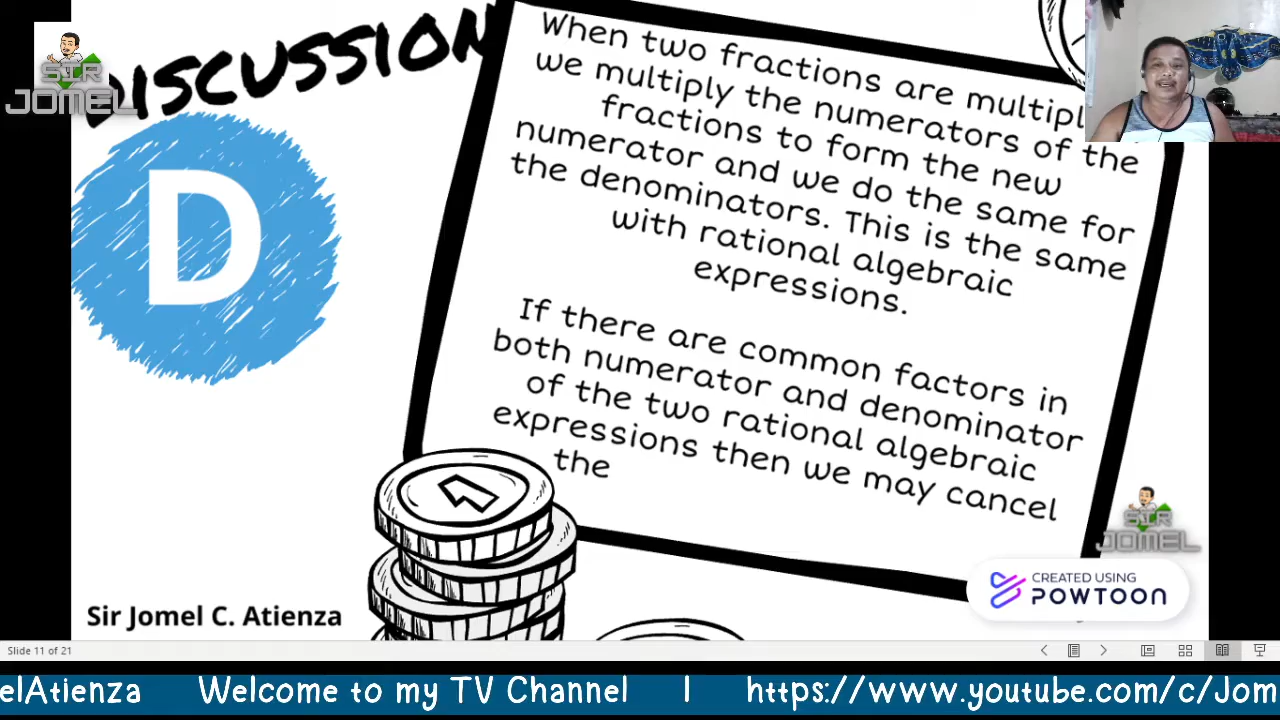 DISCUSSION
SIR
JOMEL
D
When two fractions are
we multiply the numerators of the
fractions to form the new
numerator and we do the same for
the denominators. This is the same
with rational algebraic
expressions.
If there are common factors in
both numerator and denominator
of the two rational algebraic
expressions then we may cancel
the
SIR
JOMEL
CREATED USING
POWTOON
Sir Jomel C. Atienza
Slide 11 of 21
elAtienza Welcome to my TV Channel | https://www.youtube.com/c/Jom